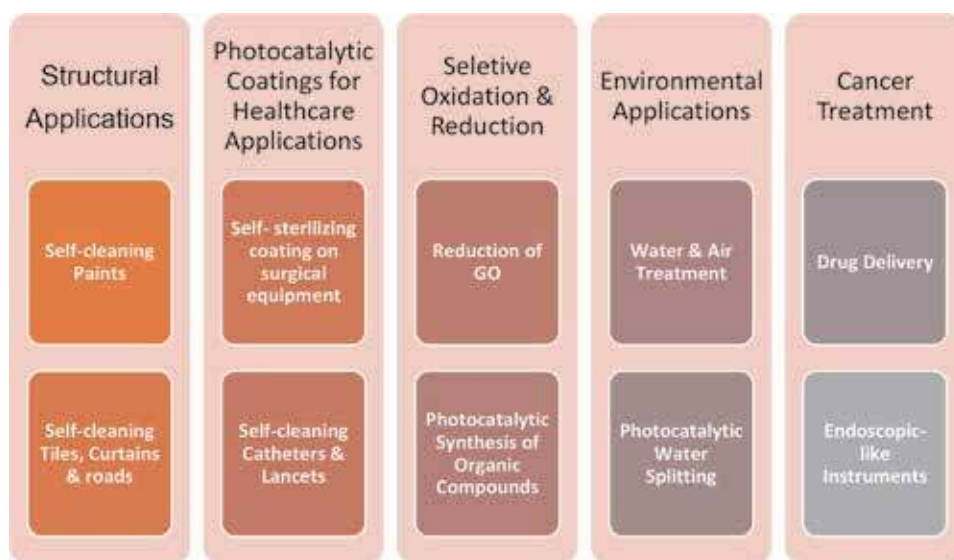 Structural
Applications
Self-cleaning
Paints
Self-cleaning
Tiles, Curtains
& roads
Photocatalytic
Coatings for
Healthcare
Applications
Self- sterilizing
coating on
surgical
equipment
Self-cleaning
Catheters &
Lancets
Seletive
Oxidation &
Reduction
Reduction of
GO
Photocatalytic
Synthesis of
Organic
Compounds
Environmental
Applications
Water & Air
Treatment
Photocatalytic
Water
Splitting
Cancer
Treatment
Drug Delivery
Endoscopic-
like
Instruments